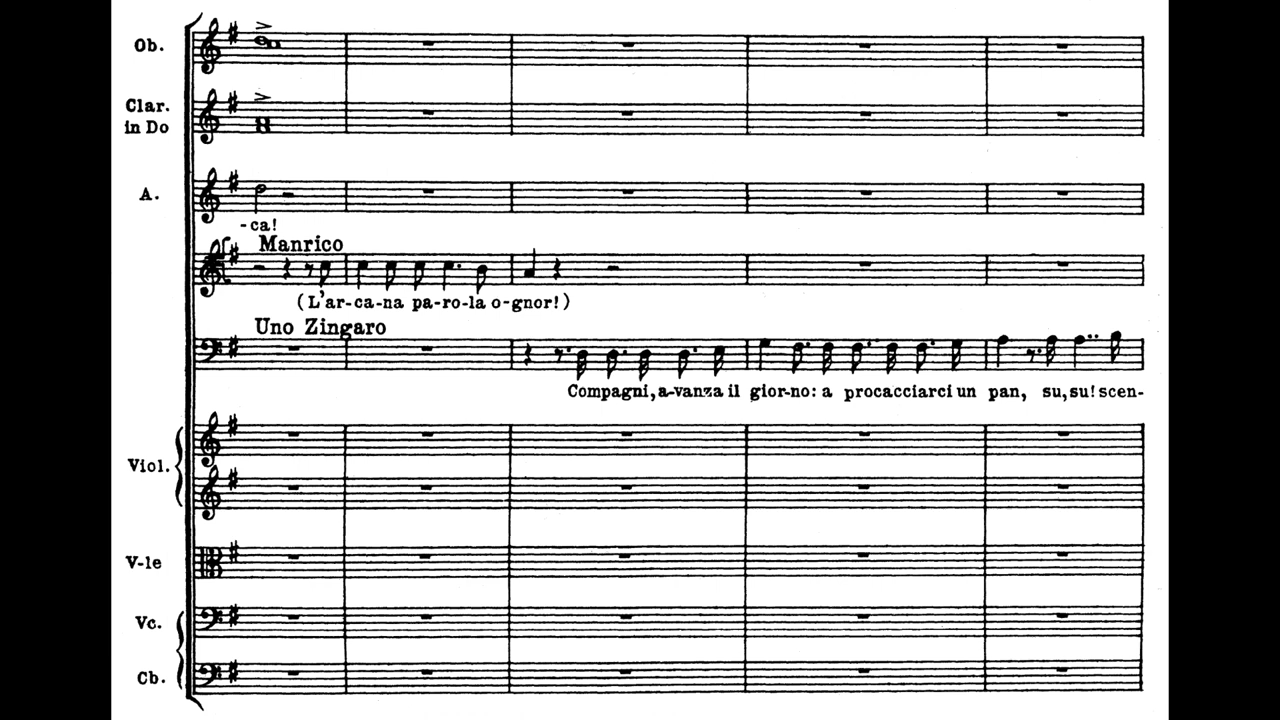 Ob.
Clar.
in Do
A.
-ca!
Manrico
(L'ar-ca-na pa-ro-la o-gnor!)
Uno Zingaro
Compagni, a-vanza il gior-no: a procacciarci un pan, su, su! scen-
Viol.
V-le
Vc.
Cb.